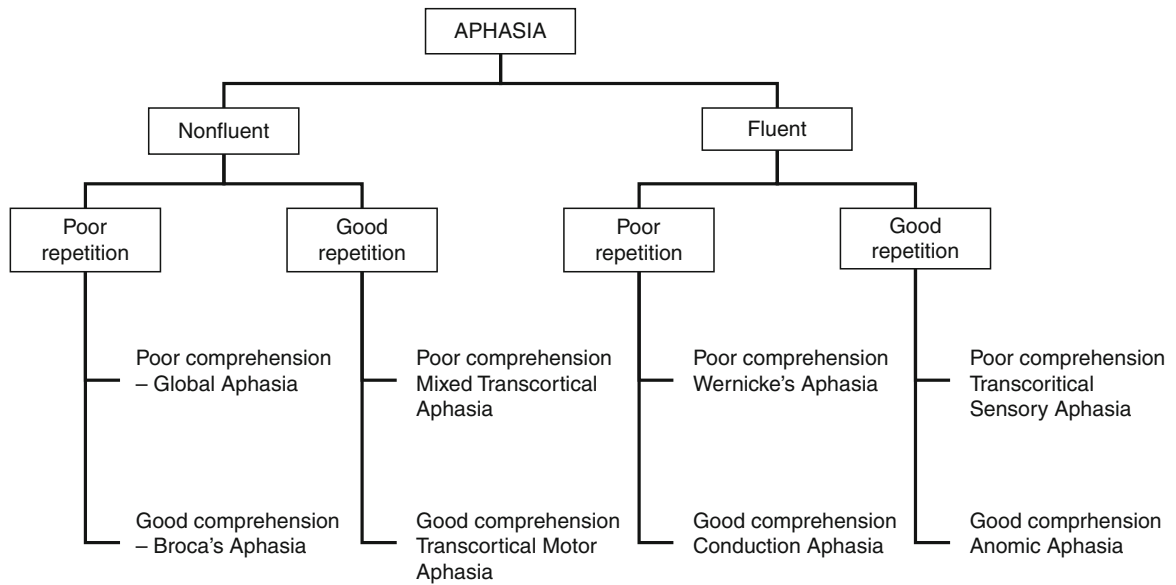 APHASIA
Nonfluent
Fluent
Poor
repetition
Good
repetition
Poor
repetition
Good
repetition
Poor comprehension
– Global Aphasia
Poor comprehension
Mixed Transcortical
Aphasia
Poor comprehension
Wernicke’s Aphasia
Poor comprehension
Transcoritical
Sensory Aphasia
Good comprehension
– Broca’s Aphasia
Good comprehension
Transcortical Motor
Aphasia
Good comprehension
Conduction Aphasia
Good comprhension
Anomic Aphasia